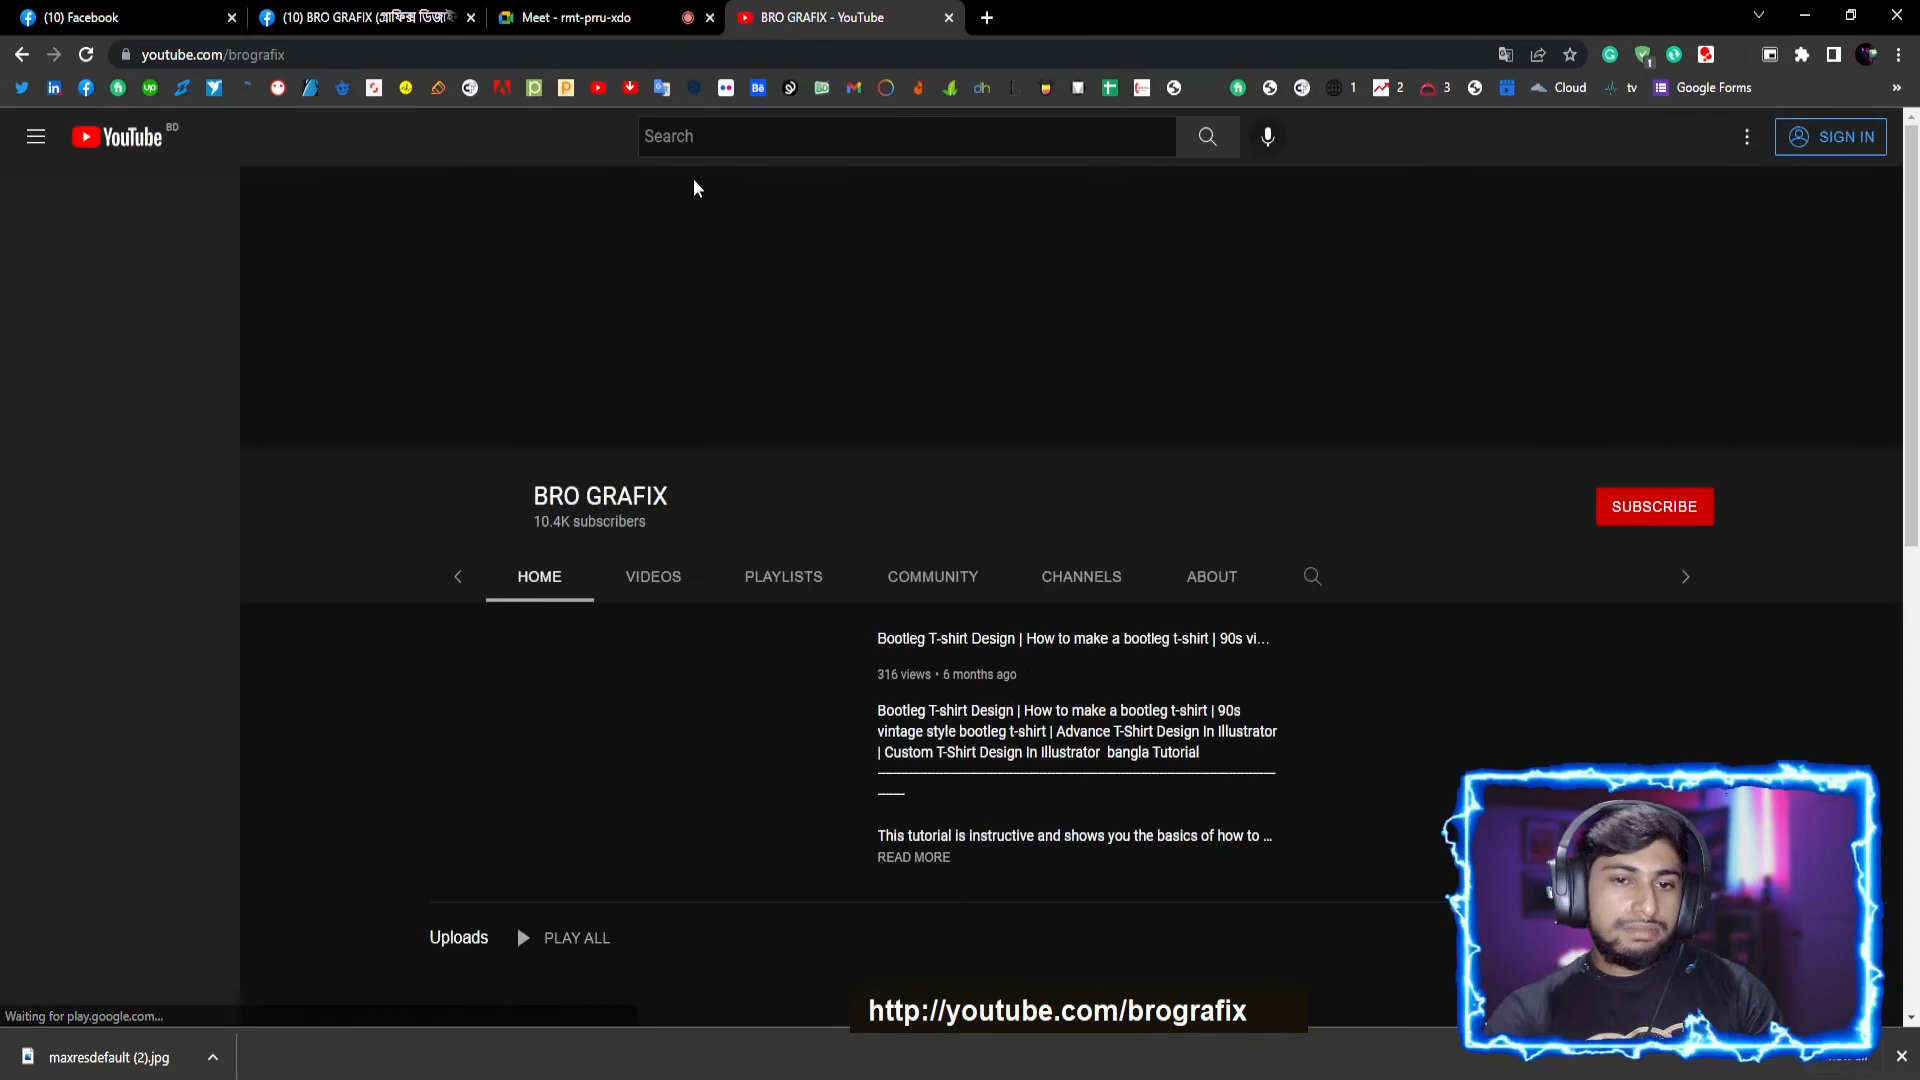 (10) Facebook
(10) BRO GRAFIX (গ্রাফিক্স ডিজাই
Meet - rmt-prru-xdo
BRO GRAFIX - YouTube
youtube.com/brografix
1
2
3
Cloud
tv
Google Forms
»
YouTube BD
Search
SIGN IN
BRO GRAFIX
10.4K subscribers
SUBSCRIBE
HOME
VIDEOS
PLAYLISTS
COMMUNITY
CHANNELS
ABOUT
Bootleg T-shirt Design | How to make a bootleg t-shirt | 90s vi...
316 views • 6 months ago
Bootleg T-shirt Design | How to make a bootleg t-shirt | 90s
vintage style bootleg t-shirt | Advance T-Shirt Design In Illustrator
| Custom T-Shirt Design In Illustrator bangla Tutorial
This tutorial is instructive and shows you the basics of how to ...
READ MORE
Uploads
PLAY ALL
http://youtube.com/brografix
Waiting for play.google.com...
maxresdefault (2).jpg